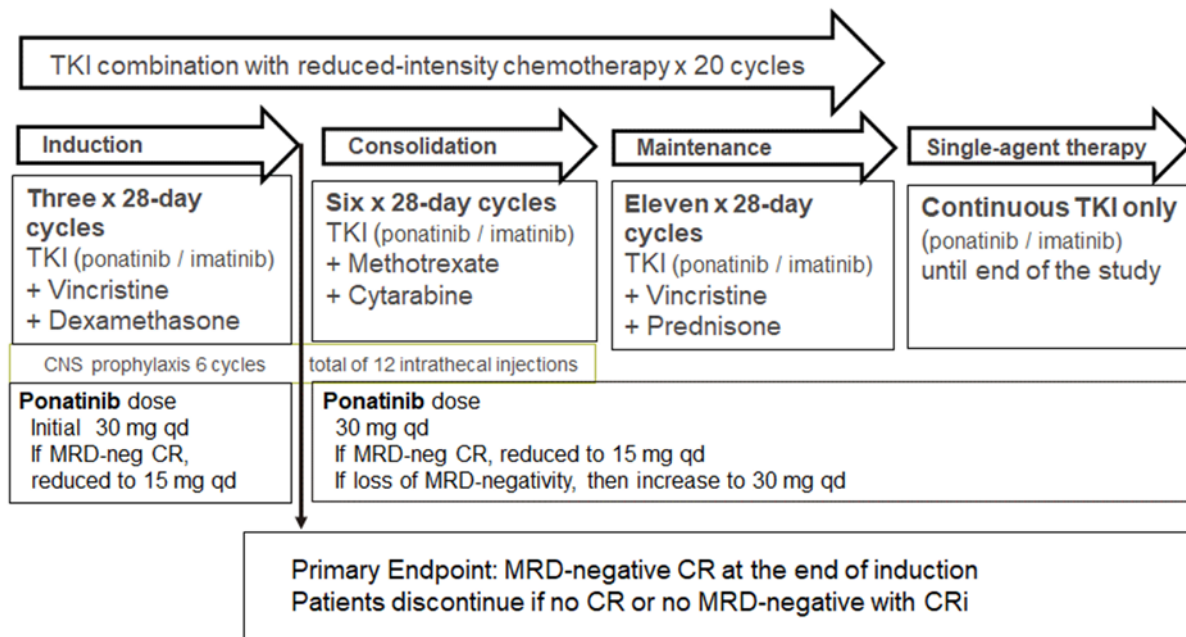 TKI combination with reduced-intensity chemotherapy x 20 cycles
Induction
Consolidation
Maintenance
Single-agent therapy
Three x 28-day
cycles
TKI (ponatinib / imatinib)
+ Vincristine
+ Dexamethasone
Six x 28-day cycles
TKI (ponatinib / imatinib)
+ Methotrexate
+ Cytarabine
Eleven x 28-day
cycles
TKI (ponatinib / imatinib)
+ Vincristine
+ Prednisone
Continuous TKI only
(ponatinib / imatinib)
until end of the study
CNS prophylaxis 6 cycles
total of 12 intrathecal injections
Ponatinib dose
Initial 30 mg qd
If MRD-neg CR,
reduced to 15 mg qd
Ponatinib dose
30 mg qd
If MRD-neg CR, reduced to 15 mg qd
If loss of MRD-negativity, then increase to 30 mg qd
Primary Endpoint: MRD-negative CR at the end of induction
Patients discontinue if no CR or no MRD-negative with CRi